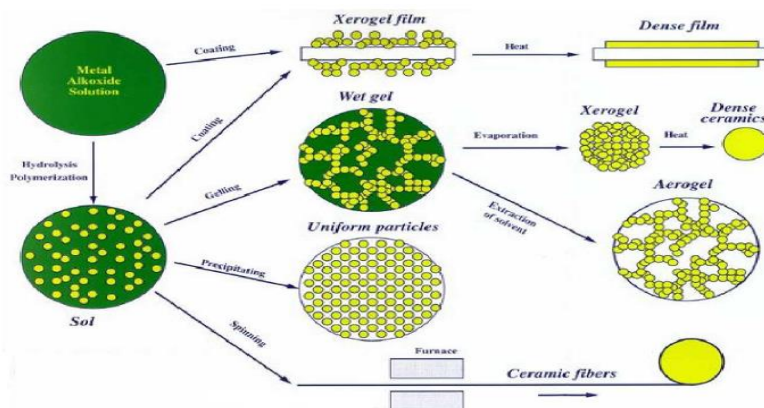 Xerogel film
Dense film
Coating
Heat
Metal
Alkoxide
Solution
Wet gel
Xerogel
Dense
ceramics
Coating
Evaporation
Heat
Hydrolysis
Polymerization
Gelling
Extraction
of solvent
Aerogel
Uniform particles
Precipitating
Sol
Spinning
Furnace
Ceramic fibers